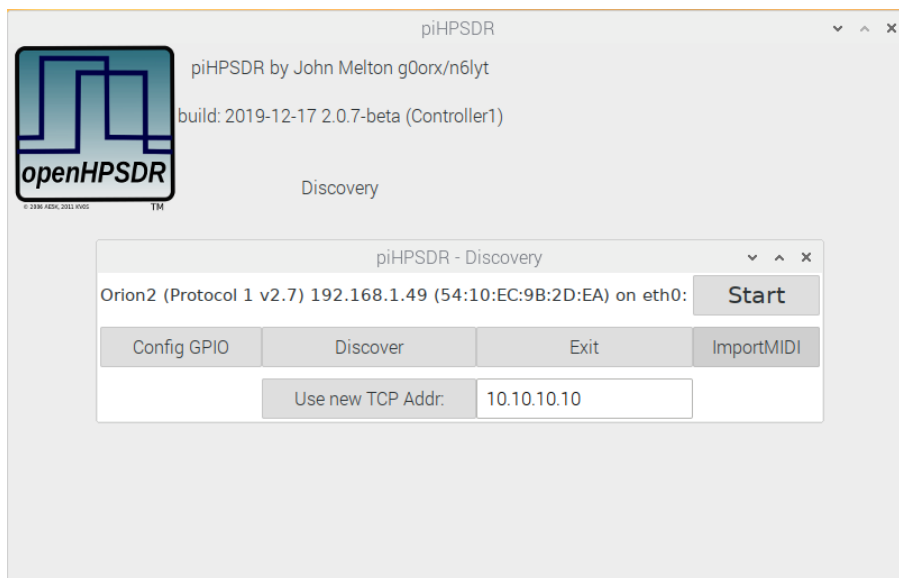 piHPSDR
piHPSDR by John Melton g0orx/n6lyt
build: 2019-12-17 2.0.7-beta (Controller1)
openHPSDR
© 2006 AE5K, 2011 KV0S TM
Discovery
piHPSDR - Discovery
Orion2 (Protocol 1 v2.7) 192.168.1.49 (54:10:EC:9B:2D:EA) on eth0: Start
Config GPIO Discover Exit ImportMIDI
Use new TCP Addr: 10.10.10.10